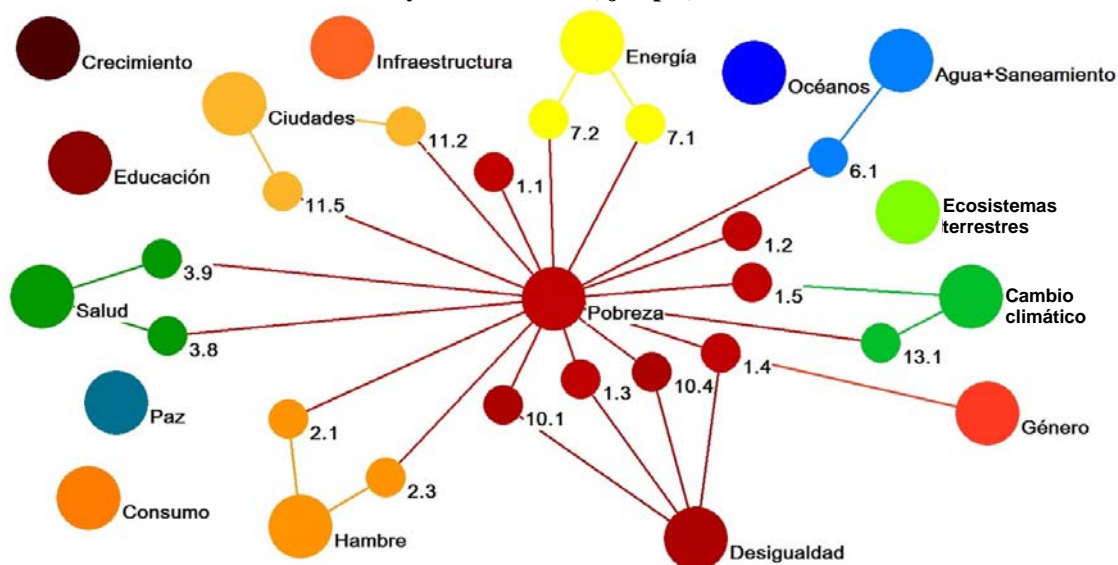 Crecimiento
Infraestructura
Energía
Océanos
Agua+Saneamiento
Ciudades
11.2
7.2
7.1
6.1
Educación
1.1
11.5
Ecosistemas
terrestres
1.2
3.9
1.5
Salud
Pobreza
Cambio
climático
3.8
13.1
1.4
1.3
10.4
Paz
10.1
2.1
Género
2.3
Consumo
Hambre
Desigualdad